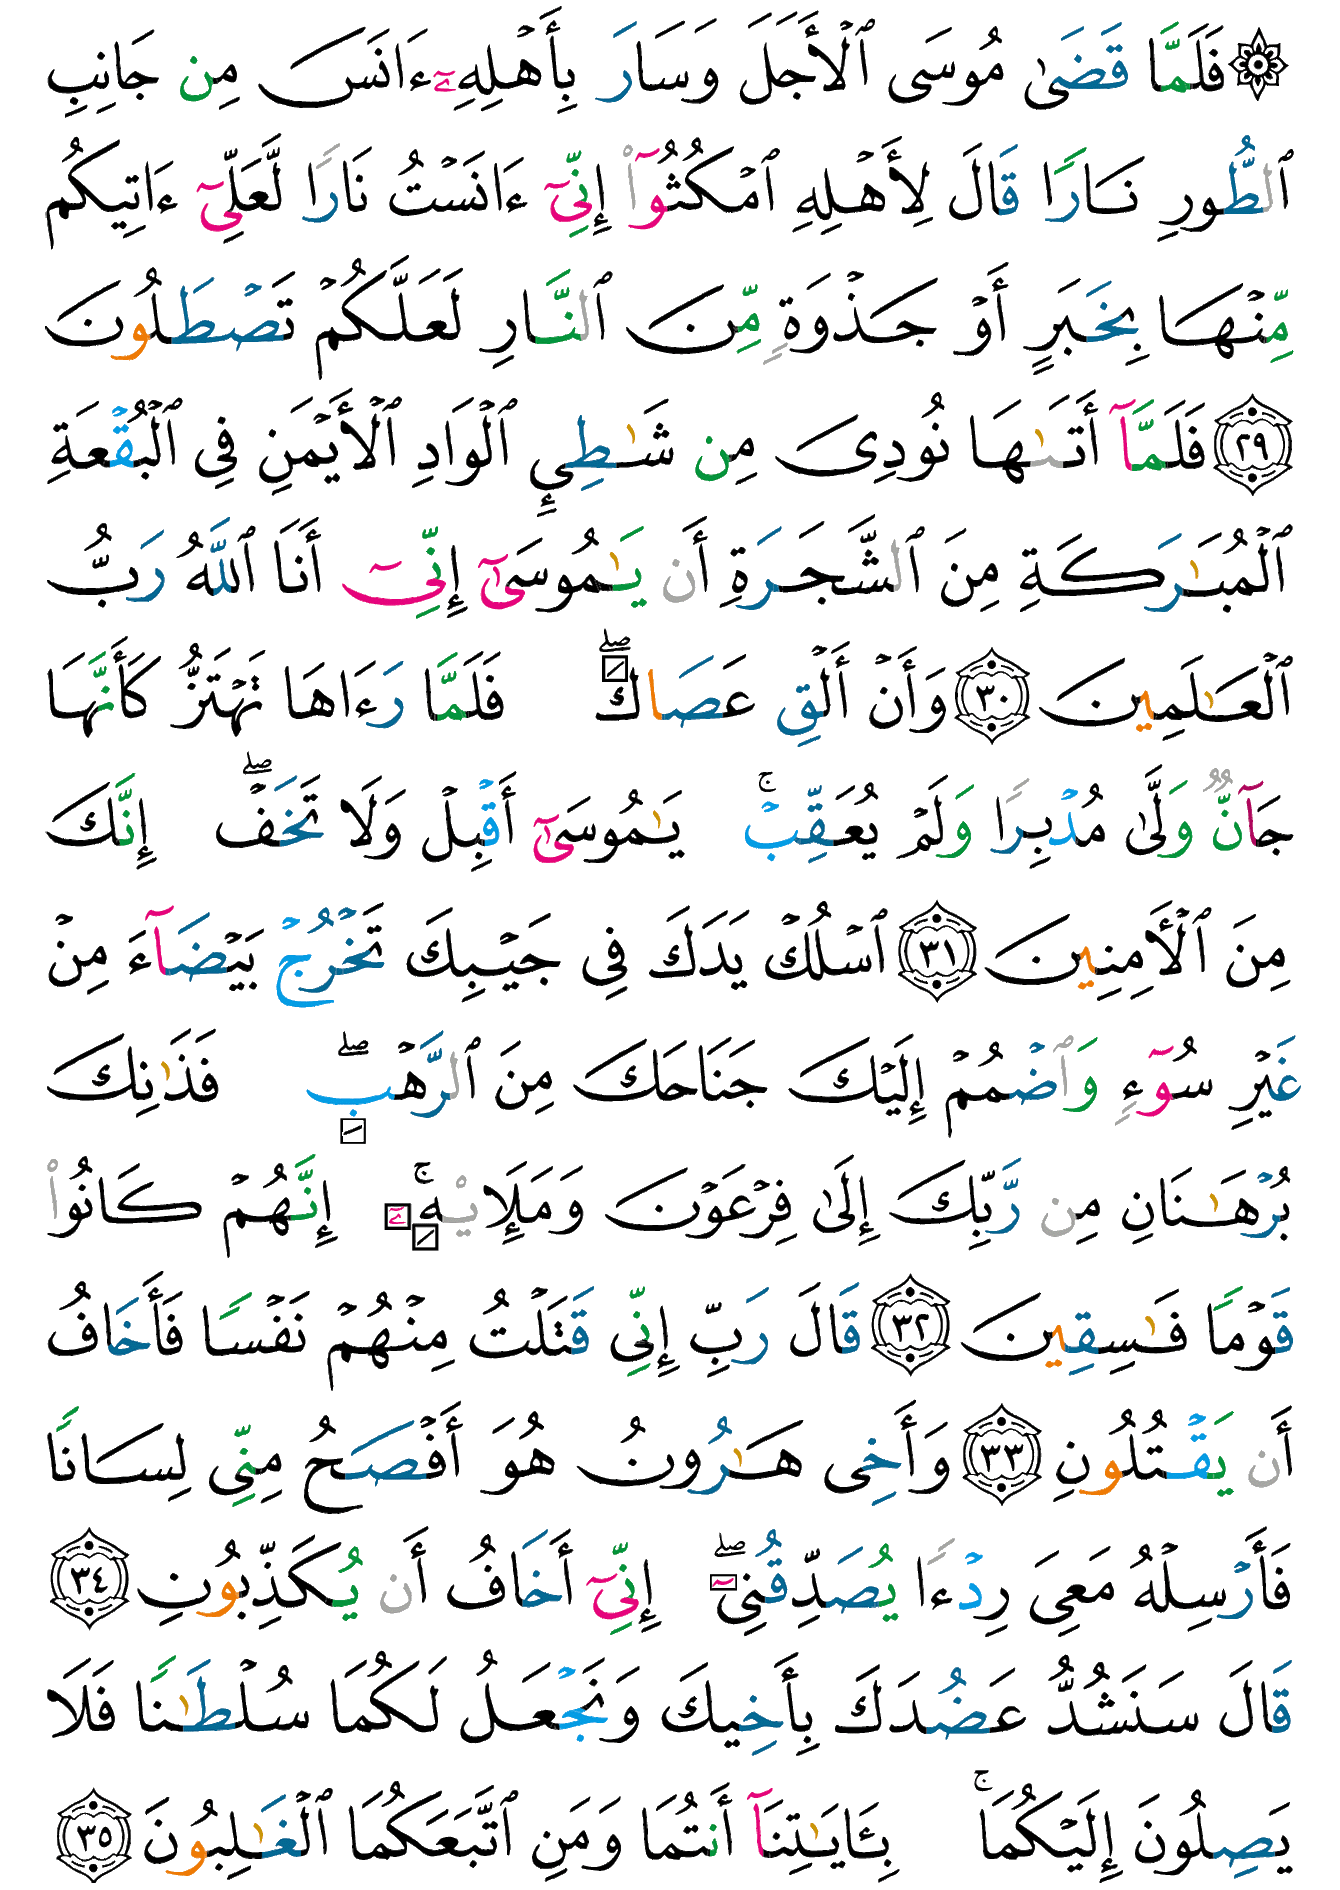 ۞ فَلَمَّا قَضَىٰ مُوسَى ٱلۡأَجَلَ وَسَارَ بِأَهۡلِهِۦٓ ءَانَسَ مِن جَانِبِ
ٱلطُّورِ نَارًا قَالَ لِأَهۡلِهِ ٱمۡكُثُوٓاْ إِنِّيٓ ءَانَسۡتُ نَارًا لَّعَلِّيٓ ءَاتِيكُم
مِّنۡهَا بِخَبَرٍ أَوۡ جَذۡوَةٍ مِّنَ ٱلنَّارِ لَعَلَّكُمۡ تَصۡطَلُونَ
٢٩ فَلَمَّآ أَتَىٰهَا نُودِيَ مِن شَٰطِيِٕ ٱلۡوَادِ ٱلۡأَيۡمَنِ فِي ٱلۡبُقۡعَةِ
ٱلۡمُبَٰرَكَةِ مِنَ ٱلشَّجَرَةِ أَن يَٰمُوسَىٰٓ إِنِّيٓ أَنَا ٱللَّهُ رَبُّ
ٱلۡعَٰلَمِينَ ٣٠ وَأَنۡ أَلۡقِ عَصَاكَۖ فَلَمَّا رَءَاهَا تَهۡتَزُّ كَأَنَّهَا
جَآنٌّ وَلَّىٰ مُدۡبِرًا وَلَمۡ يُعَقِّبۡۚ يَٰمُوسَىٰٓ أَقۡبِلۡ وَلَا تَخَفۡۖ إِنَّكَ
مِنَ ٱلۡأٓمِنِينَ ٣١ ٱسۡلُكۡ يَدَكَ فِي جَيۡبِكَ تَخۡرُجۡ بَيۡضَآءَ مِنۡ
غَيۡرِ سُوٓءٍ وَٱضۡمُمۡ إِلَيۡكَ جَنَاحَكَ مِنَ ٱلرَّهۡبِۖ فَذَٰنِكَ
بُرۡهَٰنَانِ مِن رَّبِّكَ إِلَىٰ فِرۡعَوۡنَ وَمَلَإِيْهِۦٓۚ إِنَّهُمۡ كَانُواْ
قَوۡمًا فَٰسِقِينَ ٣٢ قَالَ رَبِّ إِنِّي قَتَلۡتُ مِنۡهُمۡ نَفۡسًا فَأَخَافُ
أَن يَقۡتُلُونِ ٣٣ وَأَخِي هَٰرُونُ هُوَ أَفۡصَحُ مِنِّي لِسَانًا
فَأَرۡسِلۡهُ مَعِيَ رِدۡءًا يُصَدِّقُنِيٓۖ إِنِّيٓ أَخَافُ أَن يُكَذِّبُونِ ٣٤
قَالَ سَنَشُدُّ عَضُدَكَ بِأَخِيكَ وَنَجۡعَلُ لَكُمَا سُلۡطَٰنًا فَلَا
يَصِلُونَ إِلَيۡكُمَاۚ بِـَٔايَٰتِنَآ أَنتُمَا وَمَنِ ٱتَّبَعَكُمَا ٱلۡغَٰلِبُونَ ٣٥